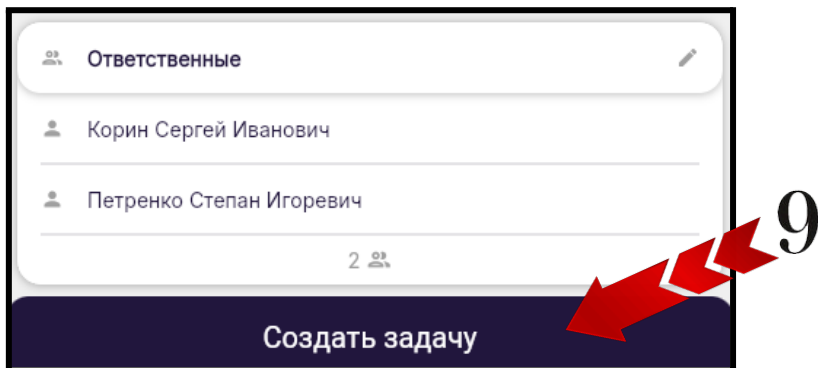 Ответственные
Корин Сергей Иванович
Петренко Степан Игоревич
2
9
Создать задачу